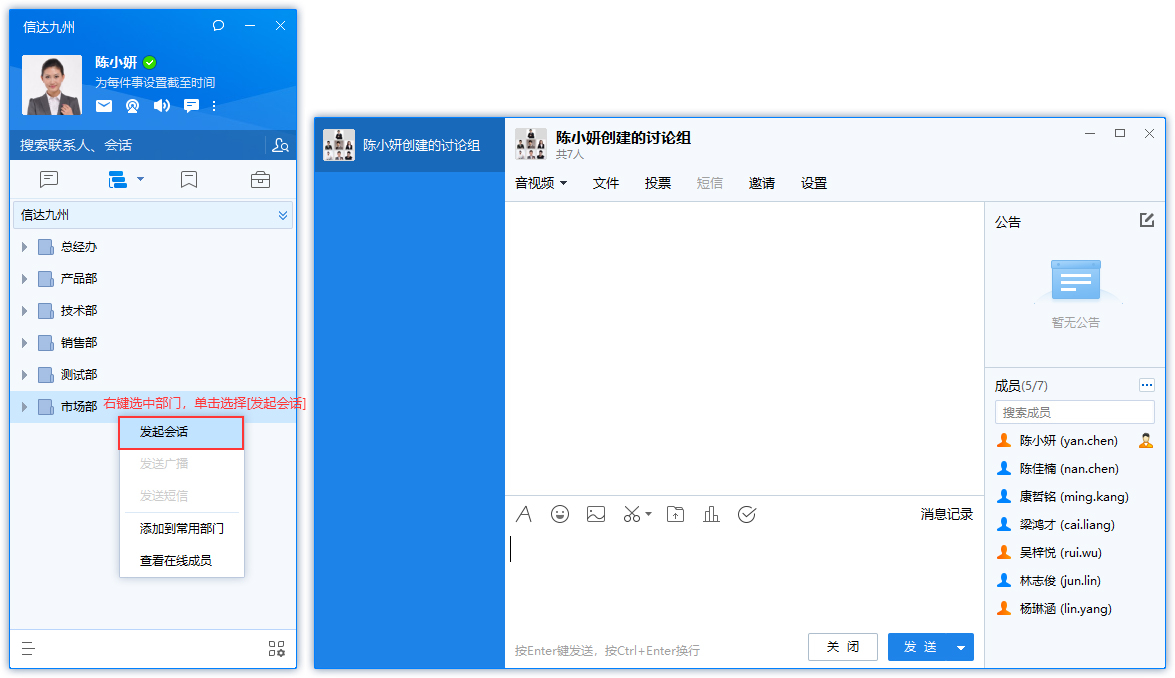 信达九州
陈小妍
为每件事设置截至时间
搜索联系人、会话
信达九州
总经办
产品部
技术部
销售部
测试部
市场部
右键选中部门，单击选择[发起会话]
发起会话
发送广播
发送短信
添加到常用部门
查看在线成员
陈小妍创建的讨论组
陈小妍创建的讨论组
共7人
音视频 文件 投票 短信 邀请 设置
公告
暂无公告
成员(5/7)
搜索成员
陈小妍 (yan.chen)
陈佳楠 (nan.chen)
康哲铭 (ming.kang)
梁鸿才 (cai.liang)
吴梓悦 (rui.wu)
林志俊 (jun.lin)
杨琳涵 (lin.yang)
消息记录
按Enter键发送，按Ctrl+Enter换行
关 闭
发 送